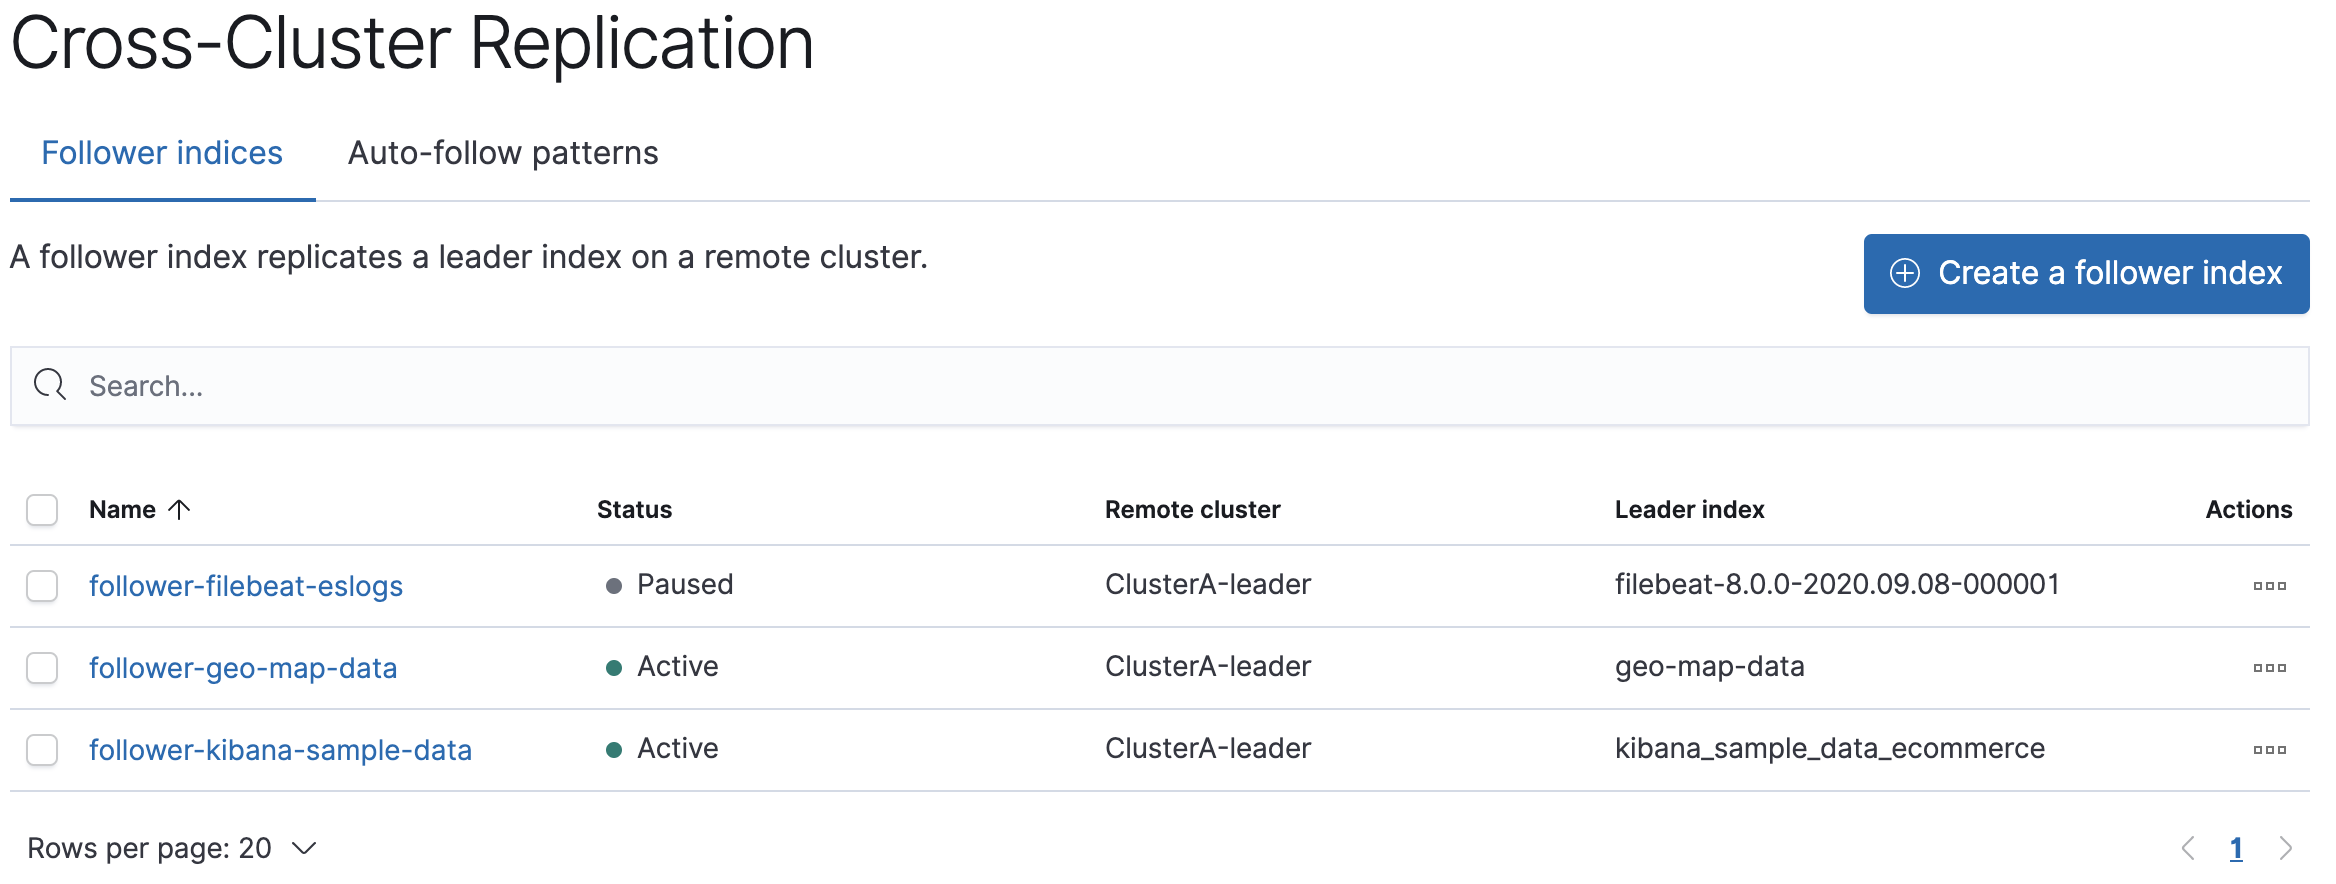 Cross-Cluster Replication
Follower indices Auto-follow patterns
A follower index replicates a leader index on a remote cluster.
Create a follower index
Search...
Name Status Remote cluster Leader index Actions
follower-filebeat-eslogs Paused ClusterA-leader filebeat-8.0.0-2020.09.08-000001
follower-geo-map-data Active ClusterA-leader geo-map-data
follower-kibana-sample-data Active ClusterA-leader kibana_sample_data_ecommerce
Rows per page: 20 1